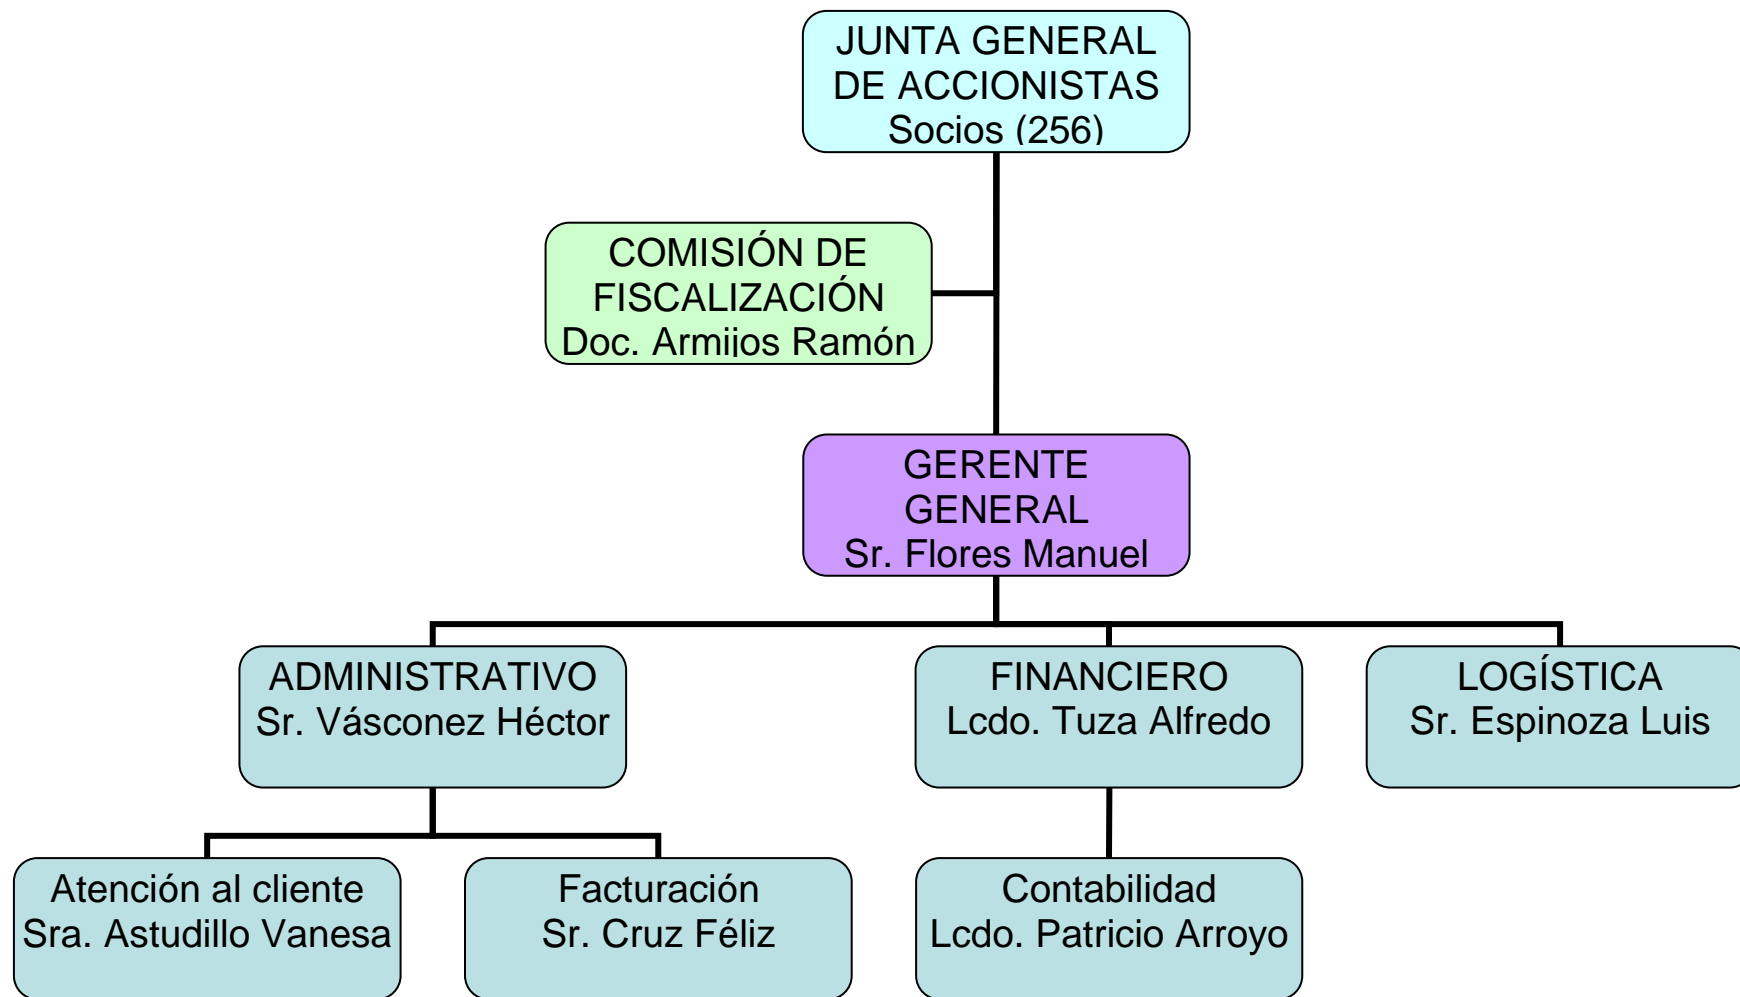 JUNTA GENERAL
DE ACCIONISTAS
Socios (256)
COMISIÓN DE
FISCALIZACIÓN
Doc. Armijos Ramón
GERENTE
GENERAL
Sr. Flores Manuel
ADMINISTRATIVO
Sr. Vásconez Héctor
FINANCIERO
Lcdo. Tuza Alfredo
LOGÍSTICA
Sr. Espinoza Luis
Atención al cliente
Sra. Astudillo Vanesa
Facturación
Sr. Cruz Féliz
Contabilidad
Lcdo. Patricio Arroyo